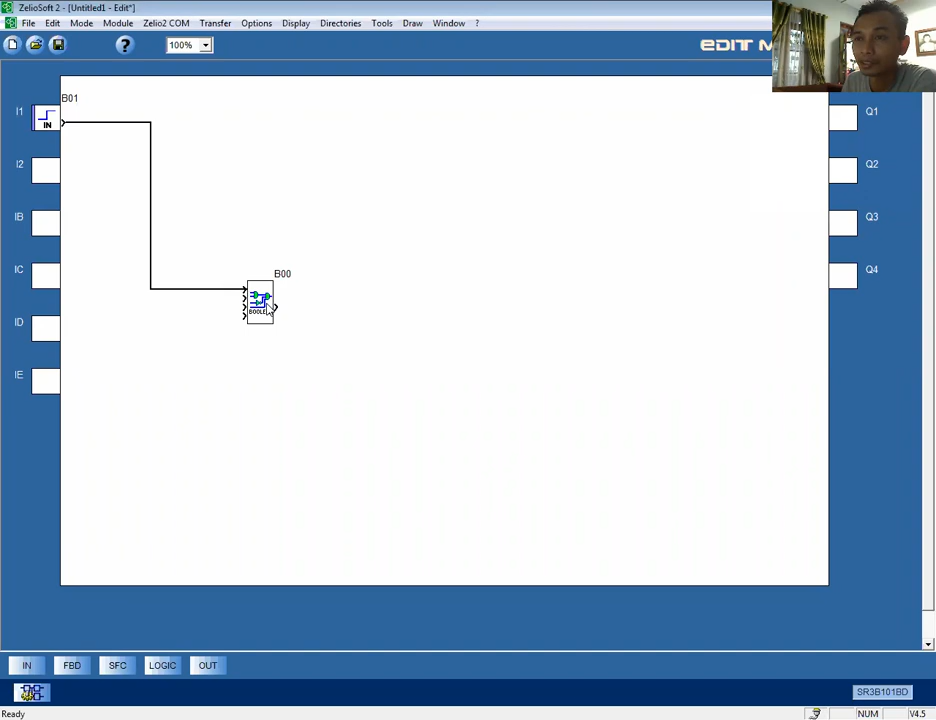 ZelioSoft 2 - [Untitled1 - Edit*]
File Edit Mode Module Zelio2 COM Transfer Options Display Directories Tools Draw Window ?
? 100% EDIT
B01
I1 IN Q1
I2 Q2
IB Q3
IC Q4
B00
BOOLE
ID
IE
IN FBD SFC LOGIC OUT
SR3B101BD
Ready NUM V4.5